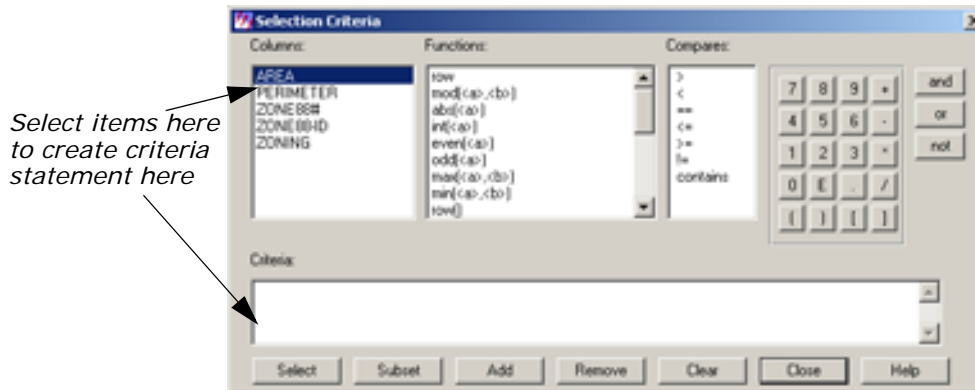 Selection Criteria
Columns: Functions: Compares:
AREA
PERIMETER
ZONE88#
ZONE88-ID
ZONING
row
mod(<a>,<b>)
abs(<a>)
int(<a>)
even(<a>)
odd(<a>)
max(<a>,<b>)
min(<a>,<b>)
row()
>
<
==
<=
>=
!=
contains
7 8 9 +
4 5 6 -
1 2 3 *
0 E . /
( ) [ ]
and
or
not
Select items here
to create criteria
statement here
Criteria:
Select Subset Add Remove Clear Close Help